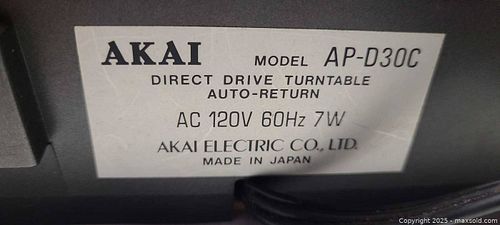 AKAI MODEL AP-D30C
DIRECT DRIVE TURNTABLE
AUTO-RETURN
AC 120V 60Hz 7W
AKAI ELECTRIC CO., LTD.
MADE IN JAPAN
Copyright 2025 - maxsold.com